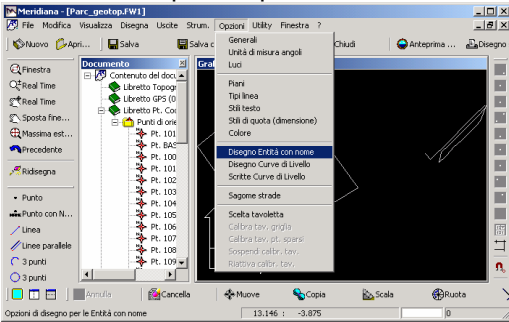 Meridiana - [Parc_geotop.FW1]
File Modifica Visualizza Disegna Uscite Strum. Opzioni Utility Finestra ?
Nuovo Apri... Salva Salva c Chiudi Anteprima ... Disegno
Generali
Unità di misura angoli
Luci
Piani
Tipi linea
Stili testo
Stili di quota (dimensione)
Colore
Disegno Entità con nome
Disegno Curve di Livello
Scritte Curve di Livello
Sagome strade
Scelta tavoletta
Calibra tav. griglia
Calibra tav. pt. sparsi
Sospendi calibr. tav.
Riattiva calibr. tav.
Finestra
Real Time
Real Time
Sposta fine...
Massima est...
Precedente
Ridisegna
Punto
Punto con N...
Linea
Linee parallele
3 punti
3 punti
Documento
Contenuto del docu
Libretto Topogr
Libretto GPS (0
Libretto Pt. Co
Punti di orie
Pt. 101
Pt. BAS
Pt. 100
Pt. 101
Pt. 102
Pt. 103
Pt. 104
Pt. 105
Pt. 106
Pt. 107
Pt. 108
Pt. 109
Graf
Annulla Cancella Muove Copia Scala Ruota
Opzioni di disegno per le Entità con nome 13.146 : -3.875 0